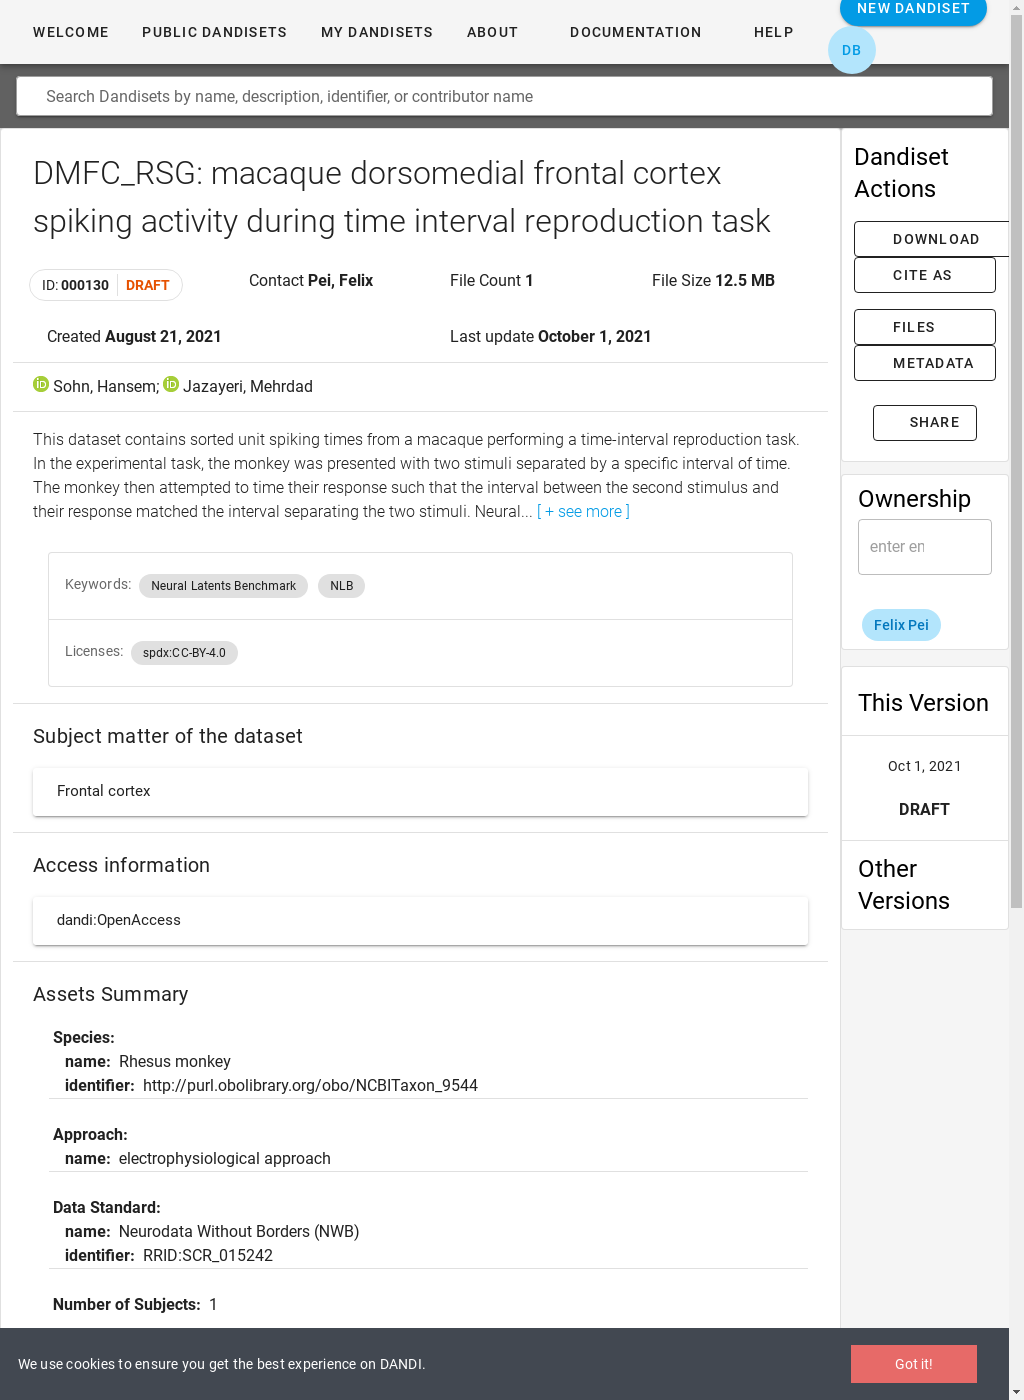 WELCOME PUBLIC DANDISETS MY DANDISETS ABOUT DOCUMENTATION HELP NEW DANDISET
DB
Search Dandisets by name, description, identifier, or contributor name
DMFC_RSG: macaque dorsomedial frontal cortex
spiking activity during time interval reproduction task
ID: 000130 DRAFT Contact Pei, Felix File Count 1 File Size 12.5 MB
Created August 21, 2021 Last update October 1, 2021
iD Sohn, Hansem; iD Jazayeri, Mehrdad
This dataset contains sorted unit spiking times from a macaque performing a time-interval reproduction task.
In the experimental task, the monkey was presented with two stimuli separated by a specific interval of time.
The monkey then attempted to time their response such that the interval between the second stimulus and
their response matched the interval separating the two stimuli. Neural... [ + see more ]
Keywords: Neural Latents Benchmark NLB
Licenses: spdx:CC-BY-4.0
Subject matter of the dataset
Frontal cortex
Access information
dandi:OpenAccess
Assets Summary
Species:
name: Rhesus monkey
identifier: http://purl.obolibrary.org/obo/NCBITaxon_9544
Approach:
name: electrophysiological approach
Data Standard:
name: Neurodata Without Borders (NWB)
identifier: RRID:SCR_015242
Number of Subjects: 1
Dandiset
Actions
DOWNLOAD
CITE AS
FILES
METADATA
SHARE
Ownership
enter en
Felix Pei
This Version
Oct 1, 2021
DRAFT
Other
Versions
We use cookies to ensure you get the best experience on DANDI. Got it!